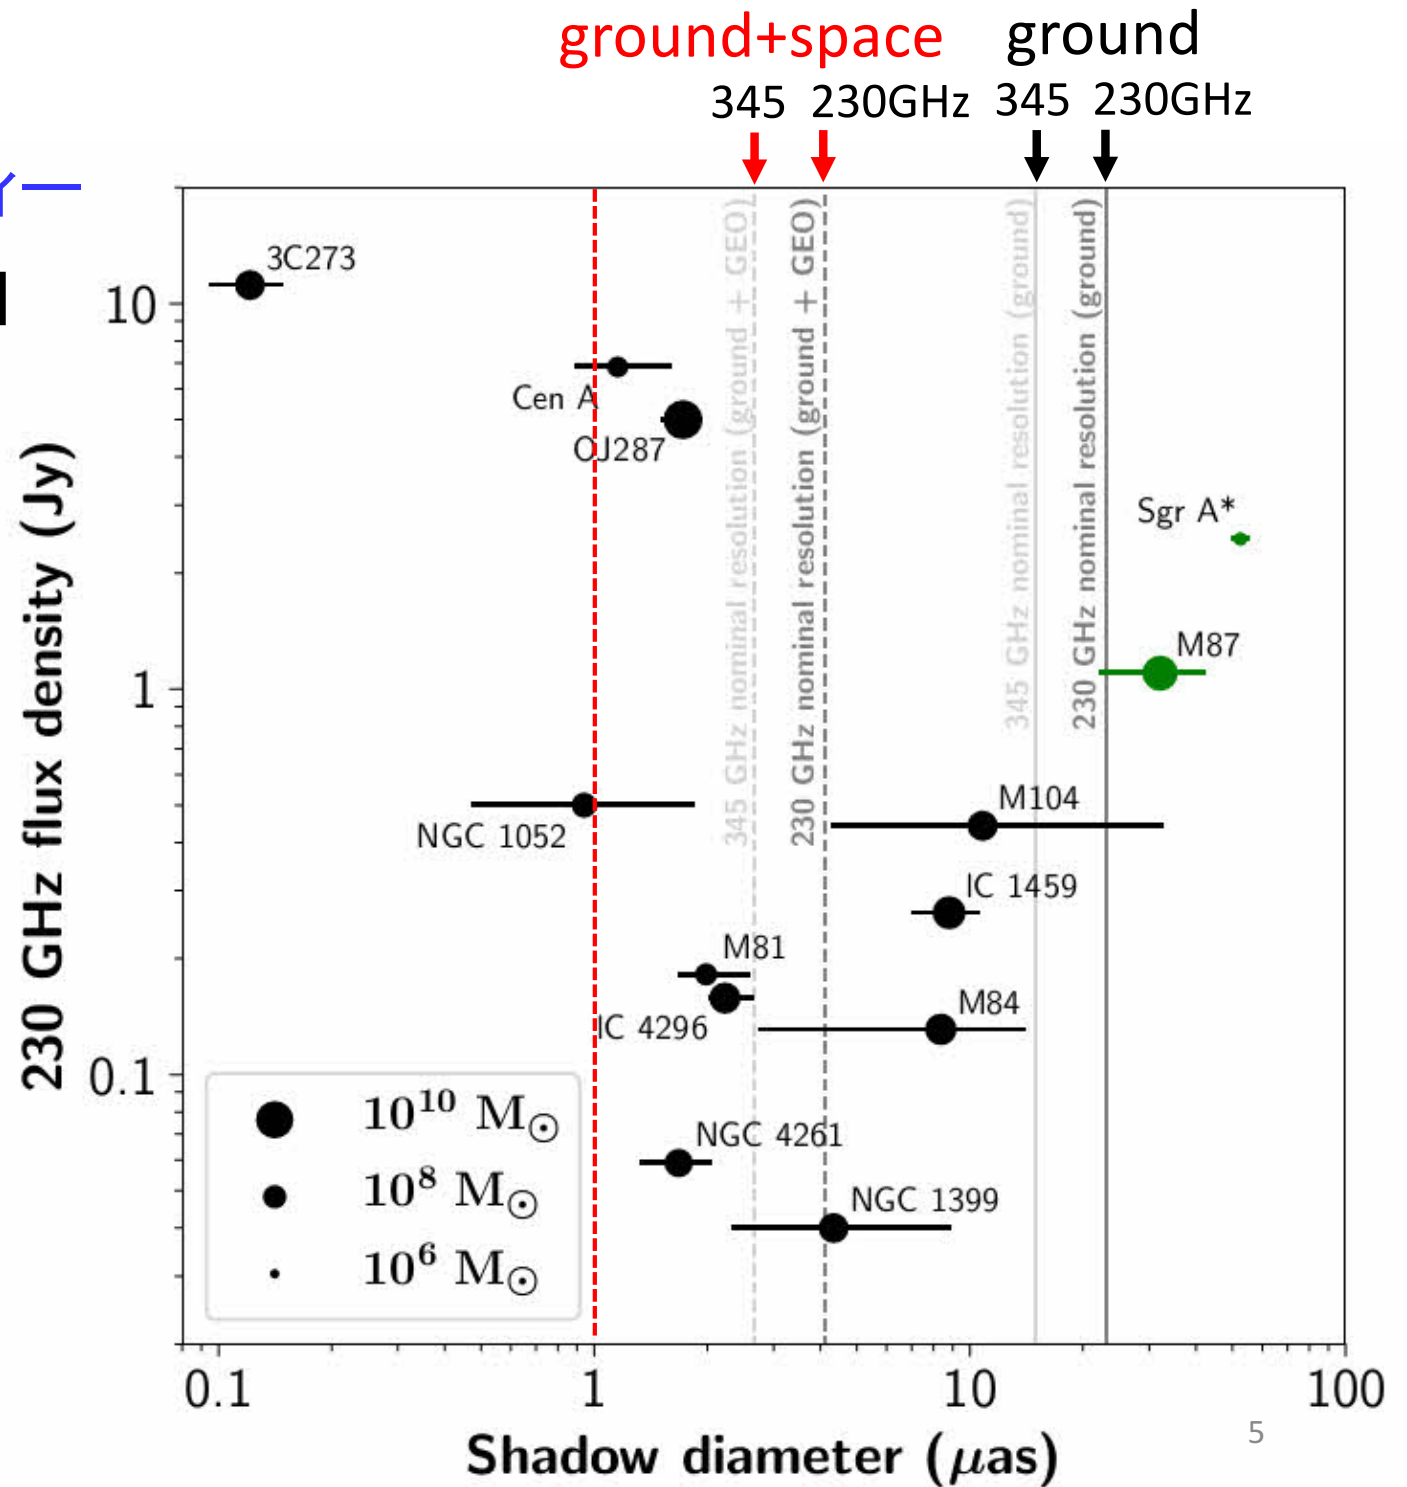 ground+space ground
345 230GHz 345 230GHz
ー
345 GHz nominal resolution (ground + GEO)
230 GHz nominal resolution (ground + GEO)
345 GHz nominal resolution (ground)
230 GHz nominal resolution (ground)
3C273
Cen A
OJ287
Sgr A*
M87
M104
NGC 1052
IC 1459
M81
M84
IC 4296
NGC 4261
NGC 1399
10¹⁰ M⊙
10⁸ M⊙
10⁶ M⊙
10
1
0.1
230 GHz flux density (Jy)
0.1 1 10 100
Shadow diameter (μas)
5